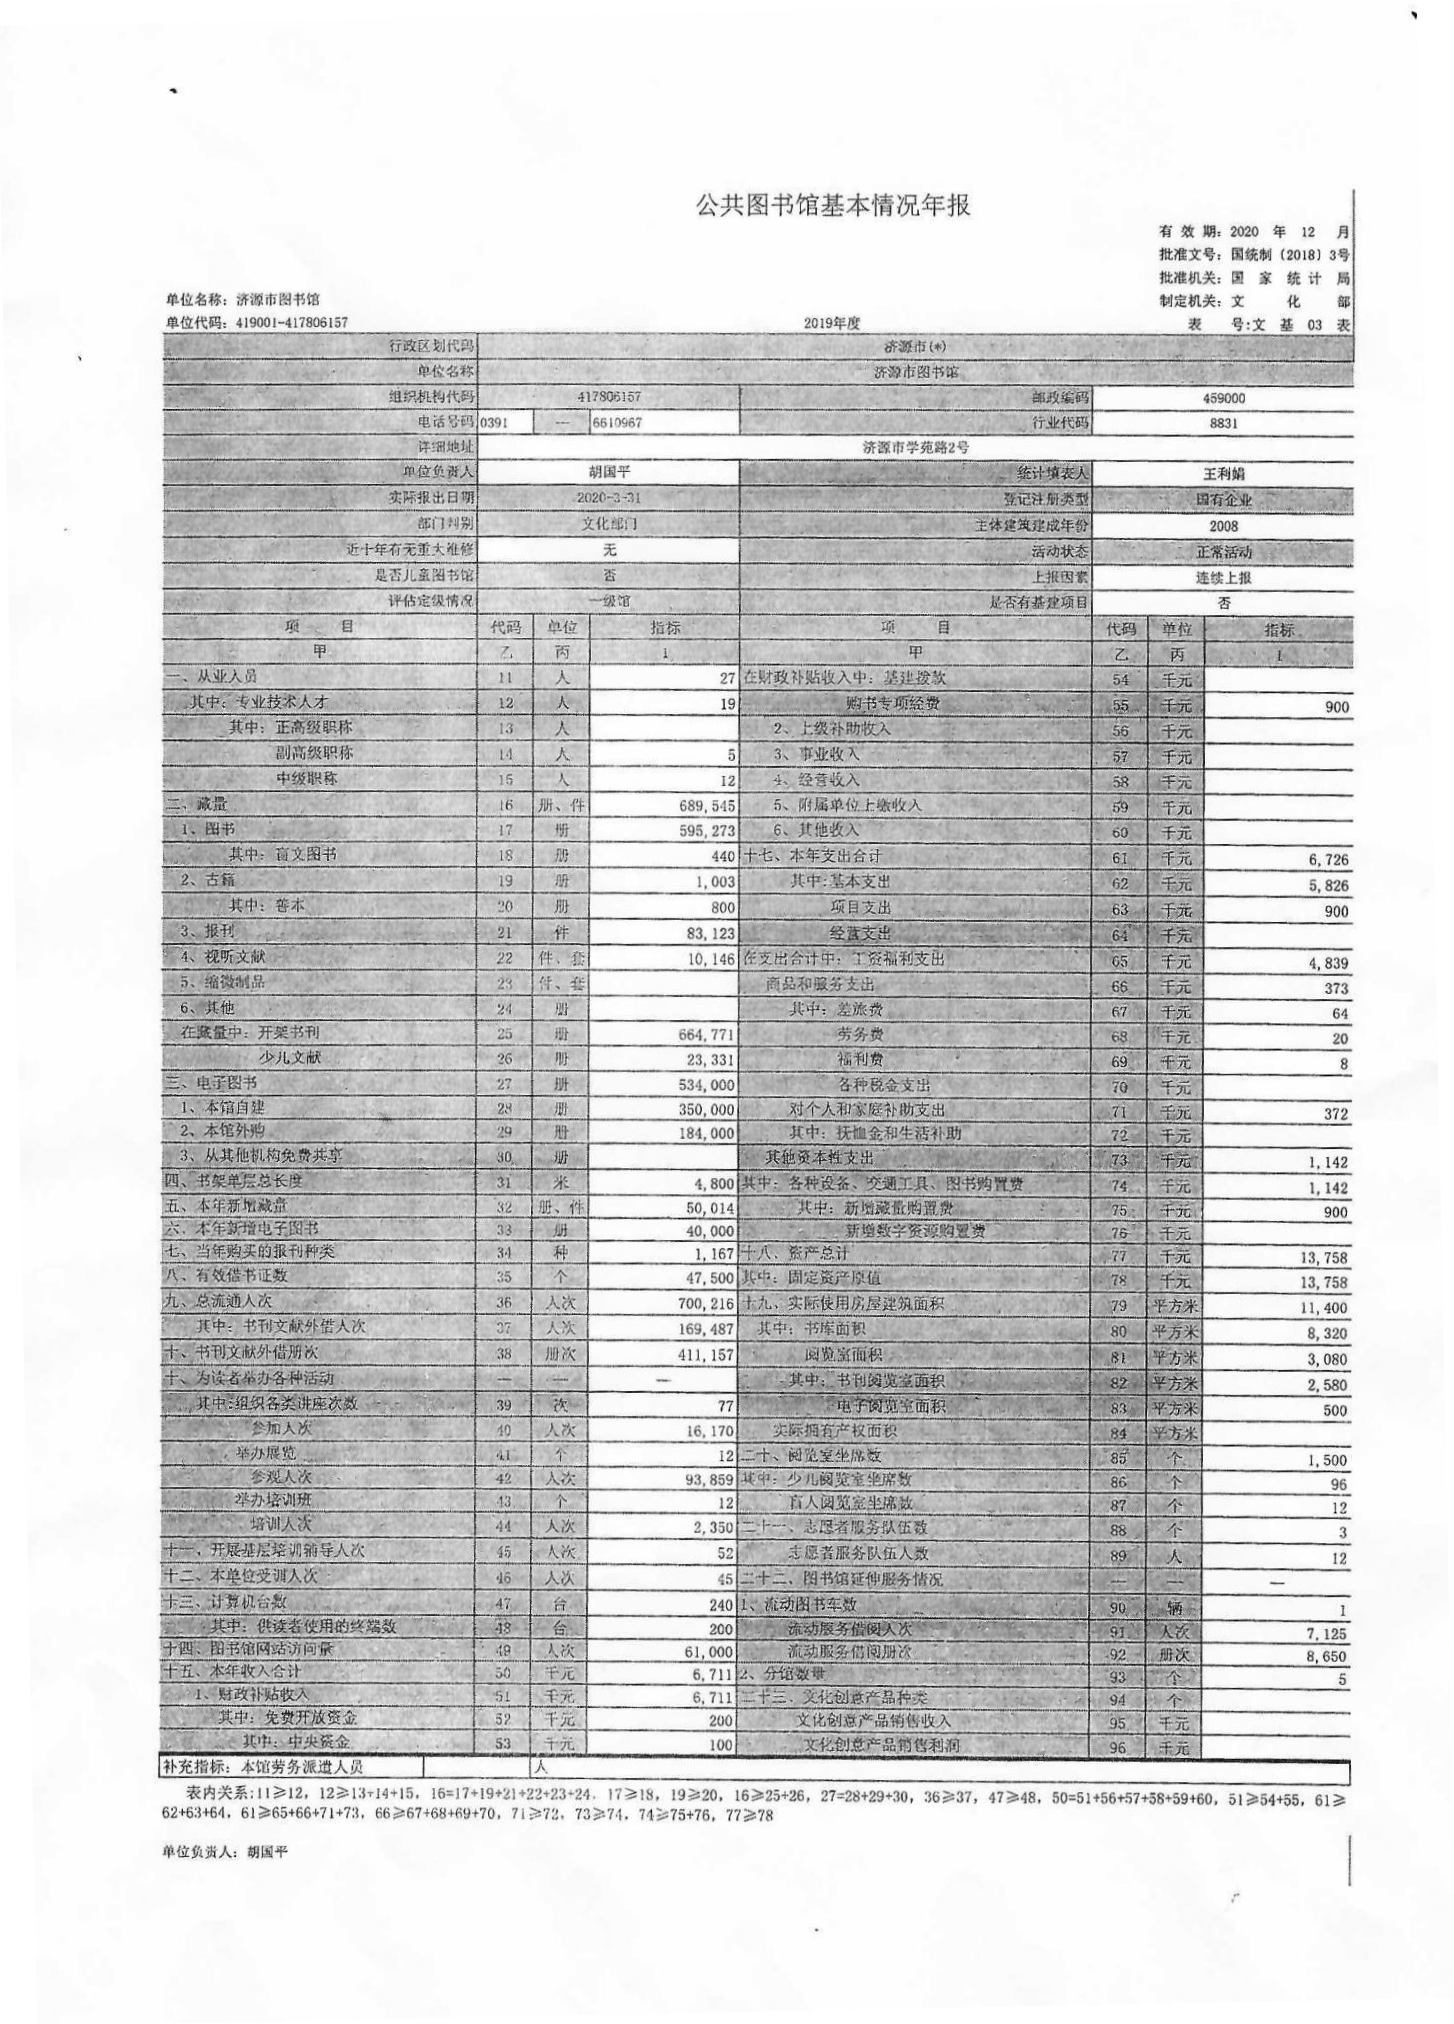 公共图书馆基本情况年报
有 效 期：2020 年 12 月
批准文号：国统制〔2018〕3号
批准机关：国 家 统 计 局
单位名称：济源市图书馆 制定机关：文 化 部
单位代码：419001-417806157 2019年度 表 号:文 基 03 表
行政区划代码 济源市(*)
单位名称 济源市图书馆
组织机构代码 417806157 邮政编码 459000
电话号码 0391 — 6610967 行业代码 8831
详细地址 济源市学苑路2号
单位负责人 胡国平 统计填表人 王利娟
实际报出日期 2020-3-31 登记注册类型 国有企业
部门判别 文化部门 主体建筑建成年份 2008
近十年有无重大维修 无 活动状态 正常活动
是否儿童图书馆 否 上报因素 连续上报
评估定级情况 一级馆 是否有基建项目 否
项 目 代码 单位 指标 项 目 代码 单位 指标
甲 乙 丙 1 甲 乙 丙 1
一、从业人员 11 人 27 在财政补贴收入中：基建拨款 54 千元
其中：专业技术人才 12 人 19 购书专项经费 55 千元 900
其中：正高级职称 13 人 2、上级补助收入 56 千元
副高级职称 14 人 5 3、事业收入 57 千元
中级职称 15 人 12 4、经营收入 58 千元
二、藏量 16 册、件 689,545 5、附属单位上缴收入 59 千元
1、图书 17 册 595,273 6、其他收入 60 千元
其中：盲文图书 18 册 440 十七、本年支出合计 61 千元 6,726
2、古籍 19 册 1,003 其中:基本支出 62 千元 5,826
其中：善本 20 册 800 项目支出 63 千元 900
3、报刊 21 件 83,123 经营支出 64 千元
4、视听文献 22 件、套 10,146 在支出合计中：工资福利支出 65 千元 4,839
5、缩微制品 23 件、套 商品和服务支出 66 千元 373
6、其他 24 册 其中：差旅费 67 千元 64
在藏量中：开架书刊 25 册 664,771 劳务费 68 千元 20
少儿文献 26 册 23,331 福利费 69 千元 8
三、电子图书 27 册 534,000 各种税金支出 70 千元
1、本馆自建 28 册 350,000 对个人和家庭补助支出 71 千元 372
2、本馆外购 29 册 184,000 其中：抚恤金和生活补助 72 千元
3、从其他机构免费共享 30 册 其他资本性支出 73 千元 1,142
四、书架单层总长度 31 米 4,800 其中：各种设备、交通工具、图书购置费 74 千元 1,142
五、本年新增藏量 32 册、件 50,014 其中：新增藏量购置费 75 千元 900
六、本年新增电子图书 33 册 40,000 新增数字资源购置费 76 千元
七、当年购买的报刊种类 34 种 1,167 十八、资产总计 77 千元 13,758
八、有效借书证数 35 个 47,500 其中：固定资产原值 78 千元 13,758
九、总流通人次 36 人次 700,216 十九、实际使用房屋建筑面积 79 平方米 11,400
其中：书刊文献外借人次 37 人次 169,487 其中：书库面积 80 平方米 8,320
十、书刊文献外借册次 38 册次 411,157 阅览室面积 81 平方米 3,080
十、为读者举办各种活动 — — — 其中：书刊阅览室面积 82 平方米 2,580
其中:组织各类讲座次数 39 次 77 电子阅览室面积 83 平方米 500
参加人次 40 人次 16,170 实际拥有产权面积 84 平方米
举办展览 41 个 12 二十、阅览室坐席数 85 个 1,500
参观人次 42 人次 93,859 其中：少儿阅览室坐席数 86 个 96
举办培训班 43 个 12 盲人阅览室坐席数 87 个 12
培训人次 44 人次 2,350 二十一、志愿者服务队伍数 88 个 3
十一、开展基层培训辅导人次 45 人次 52 志愿者服务队伍人数 89 人 12
十二、本单位受训人次 46 人次 45 二十二、图书馆延伸服务情况 — — —
十三、计算机台数 47 台 240 1、流动图书车数 90 辆 1
其中：供读者使用的终端数 48 台 200 流动服务借阅人次 91 人次 7,125
十四、图书馆网站访问量 49 人次 61,000 流动服务借阅册次 92 册次 8,650
十五、本年收入合计 50 千元 6,711 2、分馆数量 93 个 5
1、财政补贴收入 51 千元 6,711 二十三、文化创意产品种类 94 个
其中：免费开放资金 52 千元 200 文化创意产品销售收入 95 千元
其中：中央资金 53 千元 100 文化创意产品销售利润 96 千元
补充指标：本馆劳务派遣人员 人
表内关系:11≥12，12≥13+14+15，16=17+19+21+22+23+24，17≥18，19≥20，16≥25+26，27=28+29+30，36≥37，47≥48，50=51+56+57+58+59+60，51≥54+55，61≥
62+63+64，61≥65+66+71+73，66≥67+68+69+70，71≥72，73≥74，74≥75+76，77≥78
单位负责人：胡国平